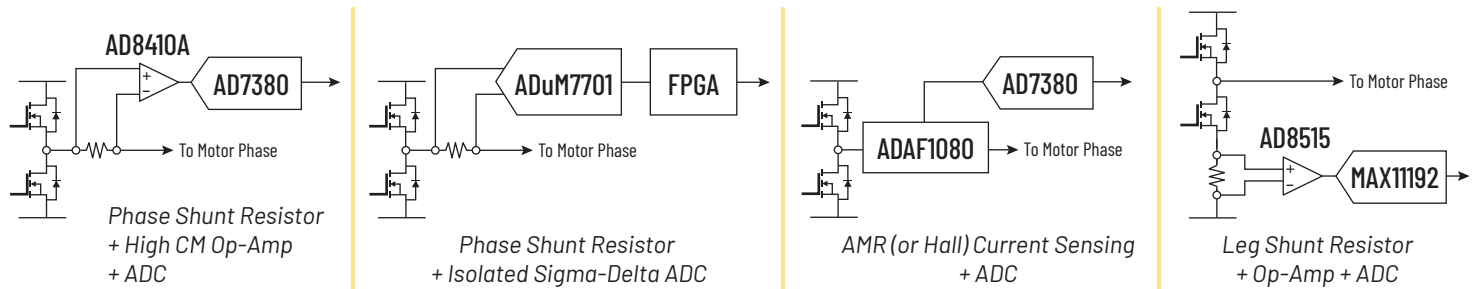 AD8410A
+
−
AD7380
To Motor Phase
Phase Shunt Resistor
+ High CM Op-Amp
+ ADC
ADuM7701
FPGA
To Motor Phase
Phase Shunt Resistor
+ Isolated Sigma-Delta ADC
AD7380
ADAF1080
To Motor Phase
AMR (or Hall) Current Sensing
+ ADC
To Motor Phase
AD8515
+
−
MAX11192
Leg Shunt Resistor
+ Op-Amp + ADC